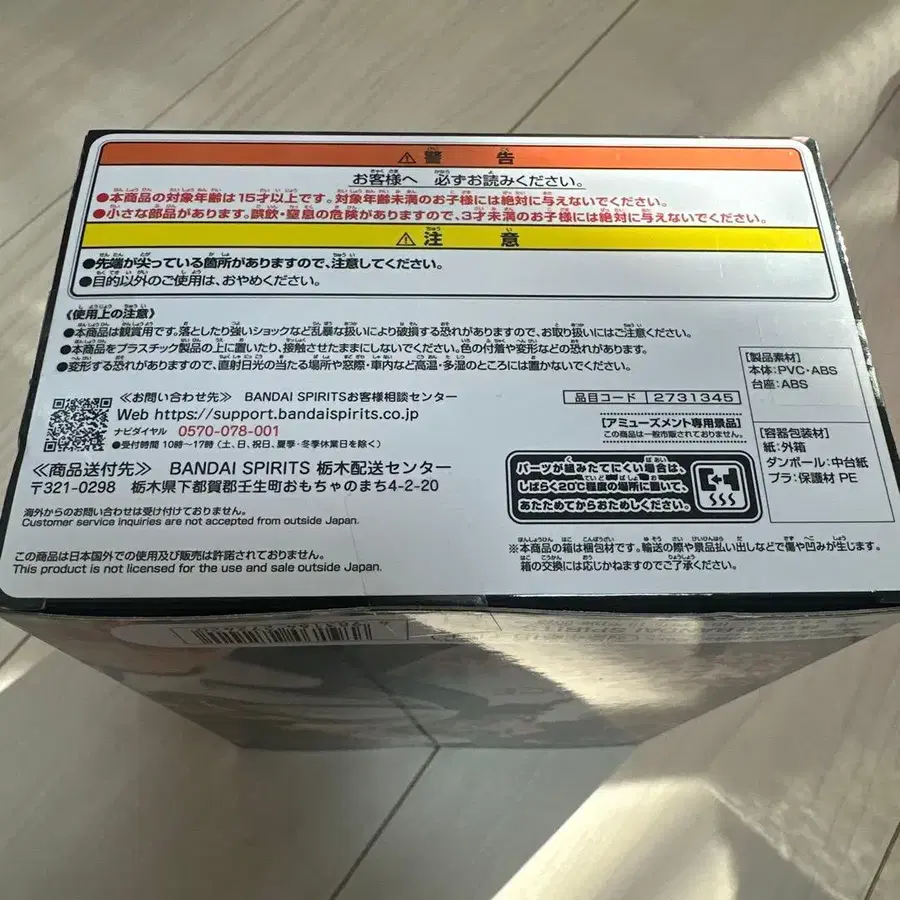 ⚠警告
お客様へ 必ずお読みください。
●本商品の対象年齢は15才以上です。対象年齢未満のお子様には絶対に与えないでください。
●小さな部品があります。誤飲・窒息の危険がありますので、3才未満のお子様には絶対に与えないでください。
⚠注意
●先端が尖っている箇所がありますので、注意してください。
●目的以外のご使用は、おやめください。
《使用上の注意》
●本商品は観賞用です。落としたり強いショックなど乱暴な扱いにより破損する恐れがありますので、お取り扱いにはご注意ください。
●本商品をプラスチック製品の上に置いたり、接触させたままにしないでください。色の付着や変形などの恐れがあります。
●変形する恐れがありますので、直射日光の当たる場所や窓際・車内など高温・多湿のところには置かないでください。
≪お問い合わせ先≫ BANDAI SPIRITSお客様相談センター
Web https://support.bandaispirits.co.jp
ナビダイヤル 0570-078-001
●受付時間 10時～17時(土、日、祝日、夏季・冬季休業日を除く)
≪商品送付先≫ BANDAI SPIRITS 栃木配送センター
〒321-0298 栃木県下都賀郡壬生町おもちゃのまち4-2-20
海外からのお問い合わせは受け付けておりません。
Customer service inquiries are not accepted from outside Japan.
この商品は日本国外での使用及び販売は許諾されておりません。
This product is not licensed for the use and sale outside Japan.
品目コード 2731345
[アミューズメント専用景品]
この商品は一般市販されておりません。
パーツが組みたてにくい場合は、
しばらく20℃程度の場所に置いて、
あたためてからおためしください。
[製品素材]
本体:PVC・ABS
台座:ABS
[容器包装材]
紙:外箱
ダンボール:中台紙
プラ:保護材 PE
※本商品の箱は梱包材です。輸送の際や景品払い出しなどで傷や凹みが生じます。
箱の交換には応じかねますのでご了承ください。